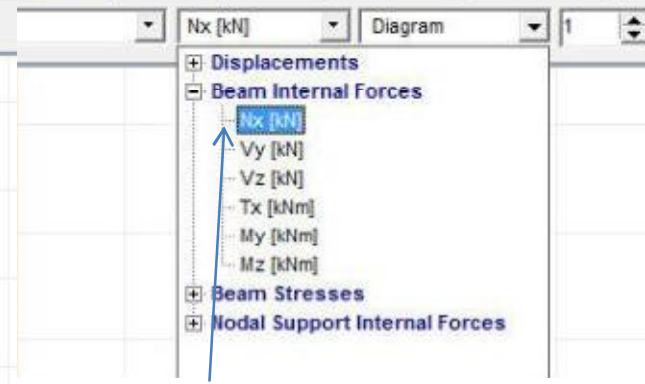 Nx [kN] Diagram 1
Displacements
Beam Internal Forces
Nx [kN]
Vy [kN]
Vz [kN]
Tx [kNm]
My [kNm]
Mz [kNm]
Beam Stresses
Nodal Support Internal Forces